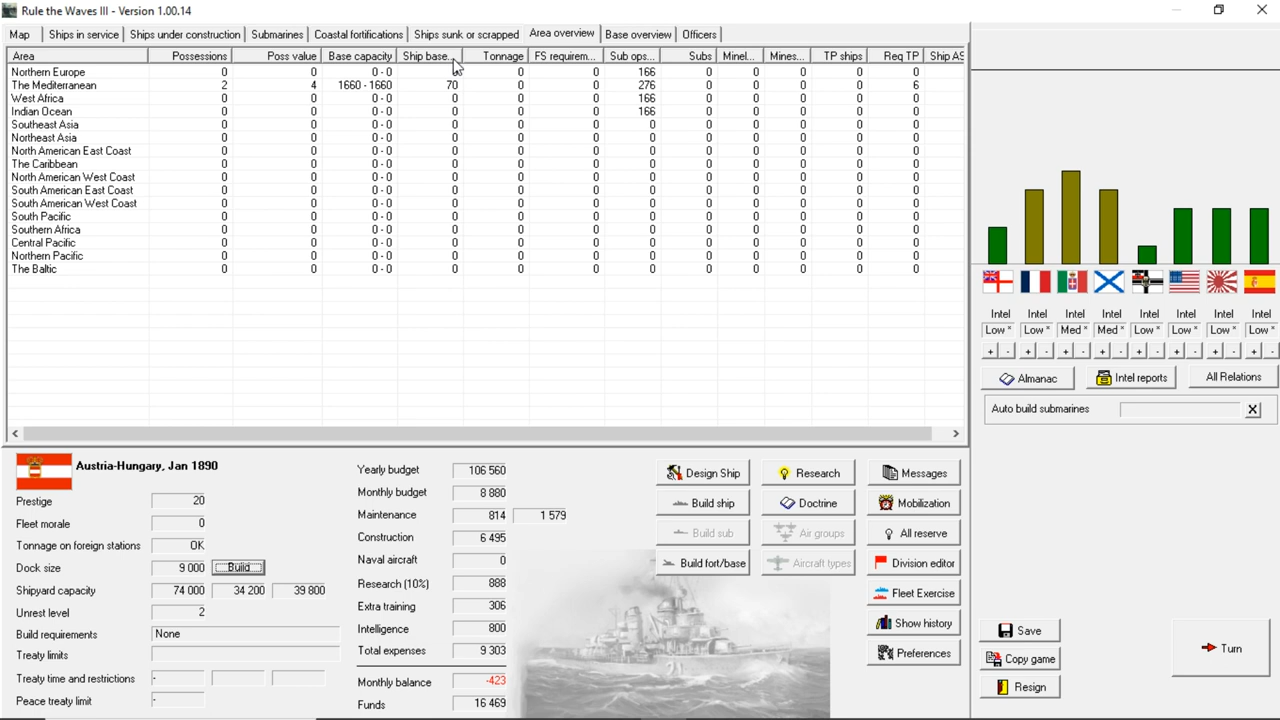 Rule the Waves III - Version 1.00.14
Map Ships in service Ships under construction Submarines Coastal fortifications Ships sunk or scrapped Area overview Base overview Officers
Area Possessions Poss value Base capacity Ship base... Tonnage FS requirem... Sub ops... Subs Minel... Mines... TP ships Req TP Ship AS
Northern Europe 0 0 0 - 0 0 0 166 0 0 0 0 0
The Mediterranean 2 4 1660 - 1660 70 0 0 276 0 0 0 0 6
West Africa 0 0 0 - 0 0 0 0 166 0 0 0 0 0
Indian Ocean 0 0 0 - 0 0 0 0 166 0 0 0 0 0
Southeast Asia 0 0 0 - 0 0 0 0 0 0 0 0 0 0
Northeast Asia 0 0 0 - 0 0 0 0 0 0 0 0 0 0
North American East Coast 0 0 0 - 0 0 0 0 0 0 0 0 0 0
The Caribbean 0 0 0 - 0 0 0 0 0 0 0 0 0 0
North American West Coast 0 0 0 - 0 0 0 0 0 0 0 0 0 0
South American East Coast 0 0 0 - 0 0 0 0 0 0 0 0 0 0
South American West Coast 0 0 0 - 0 0 0 0 0 0 0 0 0 0
South Pacific 0 0 0 - 0 0 0 0 0 0 0 0 0 0
Southern Africa 0 0 0 - 0 0 0 0 0 0 0 0 0 0
Central Pacific 0 0 0 - 0 0 0 0 0 0 0 0 0 0
Northern Pacific 0 0 0 - 0 0 0 0 0 0 0 0 0 0
The Baltic 0 0 0 - 0 0 0 0 0 0 0 0 0 0
Intel Intel Intel Intel Intel Intel Intel Intel
Low * Low * Med * Med * Low * Low * Low * Low *
+ - + - + - + - + - + - + - + -
Almanac Intel reports All Relations
Auto build submarines X
Austria-Hungary, Jan 1890
Prestige 20
Fleet morale 0
Tonnage on foreign stations OK
Dock size 9 000 Build
Shipyard capacity 74 000 34 200 39 800
Unrest level 2
Build requirements None
Treaty limits
Treaty time and restrictions -
Peace treaty limit -
Yearly budget 106 560
Monthly budget 8 880
Maintenance 814 1 579
Construction 6 495
Naval aircraft 0
Research (10%) 888
Extra training 306
Intelligence 800
Total expenses 9 303
Monthly balance -423
Funds 16 469
Design Ship Research Messages
Build ship Doctrine Mobilization
Build sub Air groups All reserve
Build fort/base Aircraft types Division editor
Fleet Exercise
Show history
Preferences
Save
Copy game
Resign
Turn